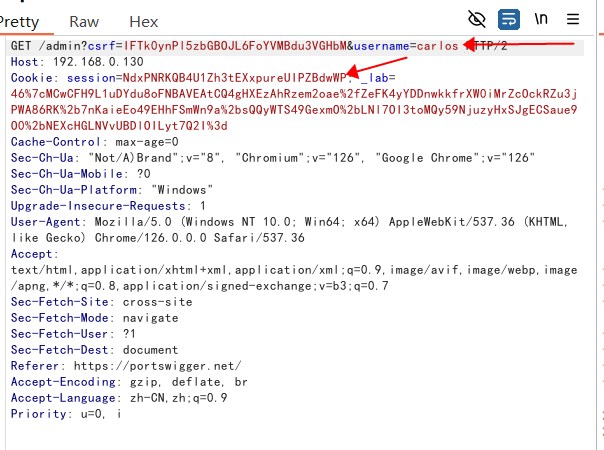 Pretty Raw Hex \n
GET /admin?csrf=IFTk0ynPl5zbGBOJL6FoYVMBdu3VGHbM&username=carlos HTTP/2
Host: 192.168.0.130
Cookie: session=NdxPNRKQB4U1Zh3tEXxpureUIPZBdwWP; _lab=
46%7cMCwCFH9L1uDYdu8oFNBAVEAtCQ4gHXEzAhRzem2oae%2fZeFK4yYDDnwkkfrXW0iMrZcOckRZu3j
PWA86RK%2b7nKaieEo49EHhFSmWn9a%2bsQQyWTS49GexmO%2bLNl7OI3toMQy59NjuzyHxSJgECSaue9
0O%2bNEXcHGLNVvUBDlOILyt7Q2I%3d
Cache-Control: max-age=0
Sec-Ch-Ua: "Not/A)Brand";v="8", "Chromium";v="126", "Google Chrome";v="126"
Sec-Ch-Ua-Mobile: ?0
Sec-Ch-Ua-Platform: "Windows"
Upgrade-Insecure-Requests: 1
User-Agent: Mozilla/5.0 (Windows NT 10.0; Win64; x64) AppleWebKit/537.36 (KHTML,
like Gecko) Chrome/126.0.0.0 Safari/537.36
Accept:
text/html,application/xhtml+xml,application/xml;q=0.9,image/avif,image/webp,image
/apng,*/*;q=0.8,application/signed-exchange;v=b3;q=0.7
Sec-Fetch-Site: cross-site
Sec-Fetch-Mode: navigate
Sec-Fetch-User: ?1
Sec-Fetch-Dest: document
Referer: https://portswigger.net/
Accept-Encoding: gzip, deflate, br
Accept-Language: zh-CN,zh;q=0.9
Priority: u=0, i